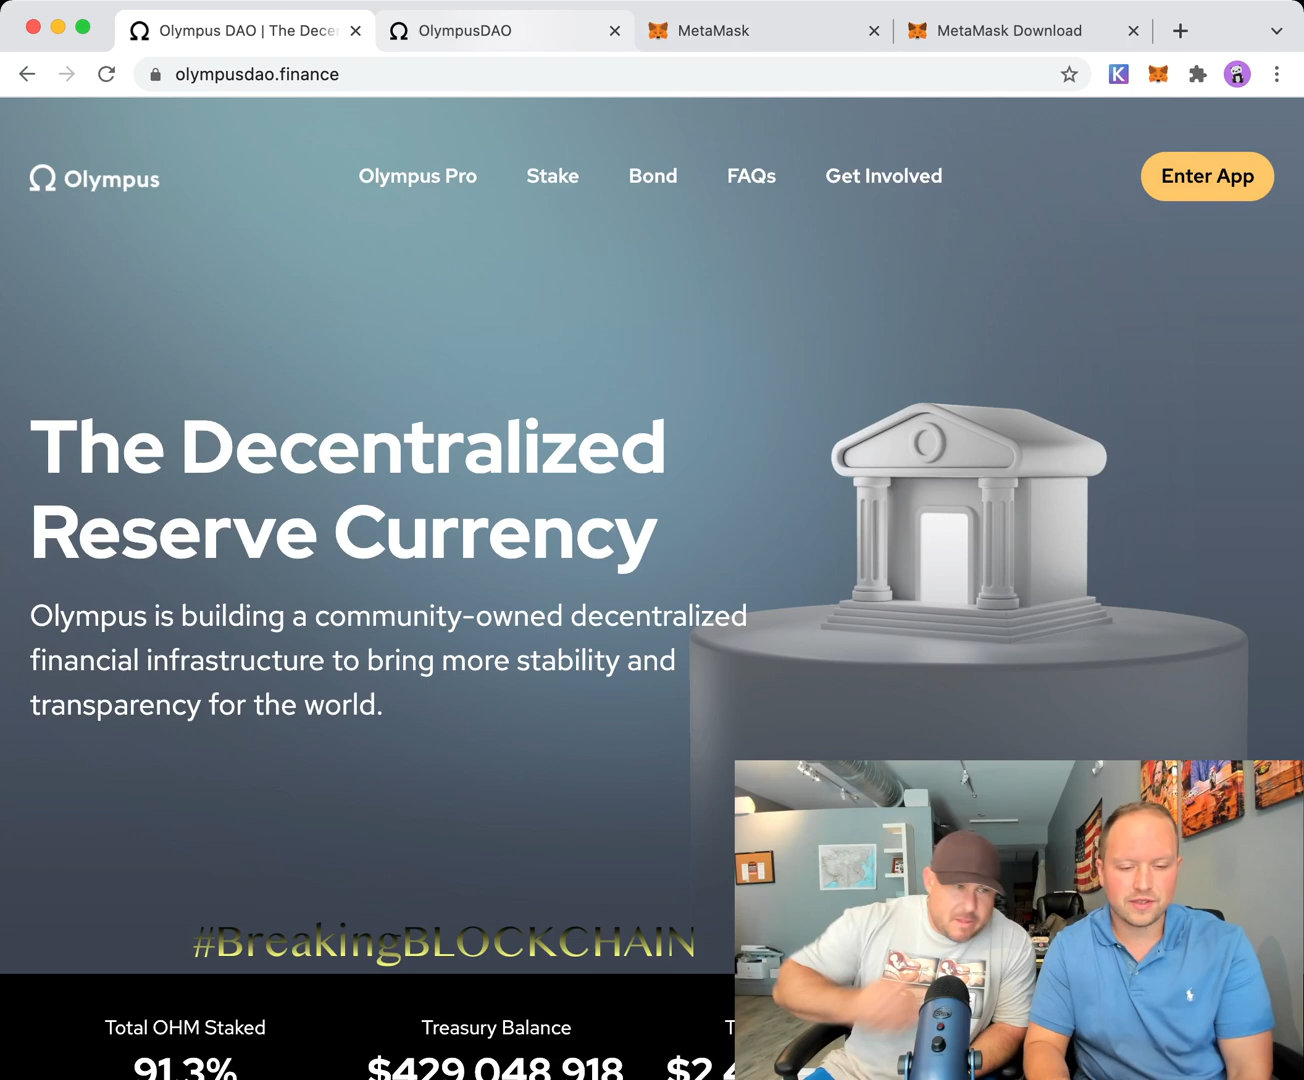 Olympus DAO | The Dece
OlympusDAO
MetaMask
MetaMask Download
olympusdao.finance
Olympus
Olympus Pro
Stake
Bond
FAQs
Get Involved
Enter App
The Decentralized
Reserve Currency
Olympus is building a community-owned decentralized
financial infrastructure to bring more stability and
transparency for the world.
#BreakingBLOCKCHAIN
Total OHM Staked
Treasury Balance
91.3%
$429,048,918